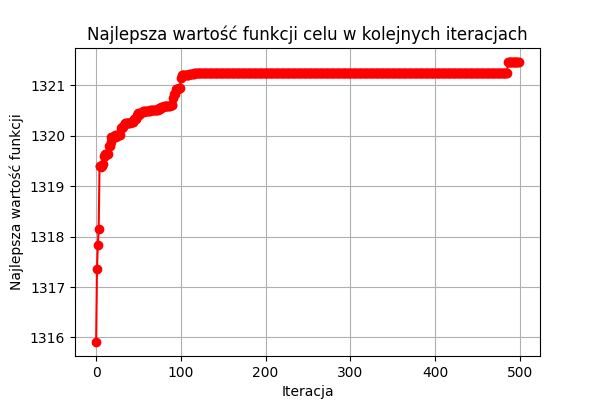 Najlepsza wartość funkcji celu w kolejnych iteracjach
1321
1320
1319
1318
1317
1316
Najlepsza wartość funkcji
0 100 200 300 400 500
Iteracja